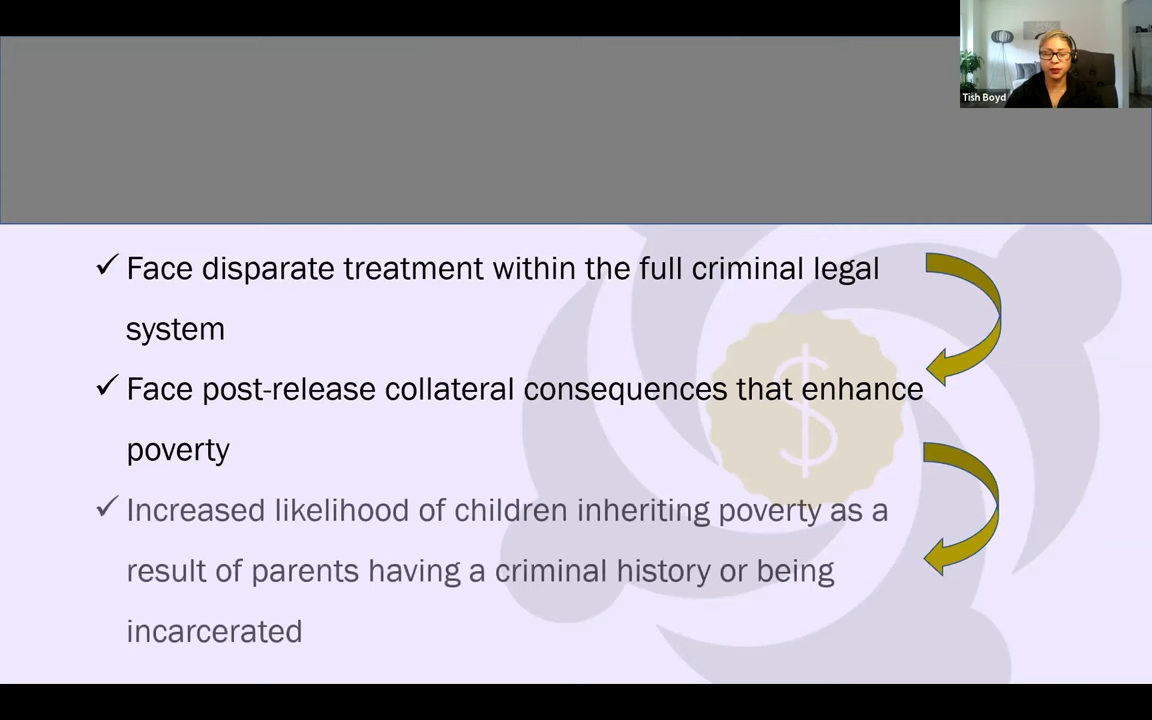 Tish Boyd
✓ Face disparate treatment within the full criminal legal
system
✓ Face post-release collateral consequences that enhance
poverty
✓ Increased likelihood of children inheriting poverty as a
result of parents having a criminal history or being
incarcerated
$